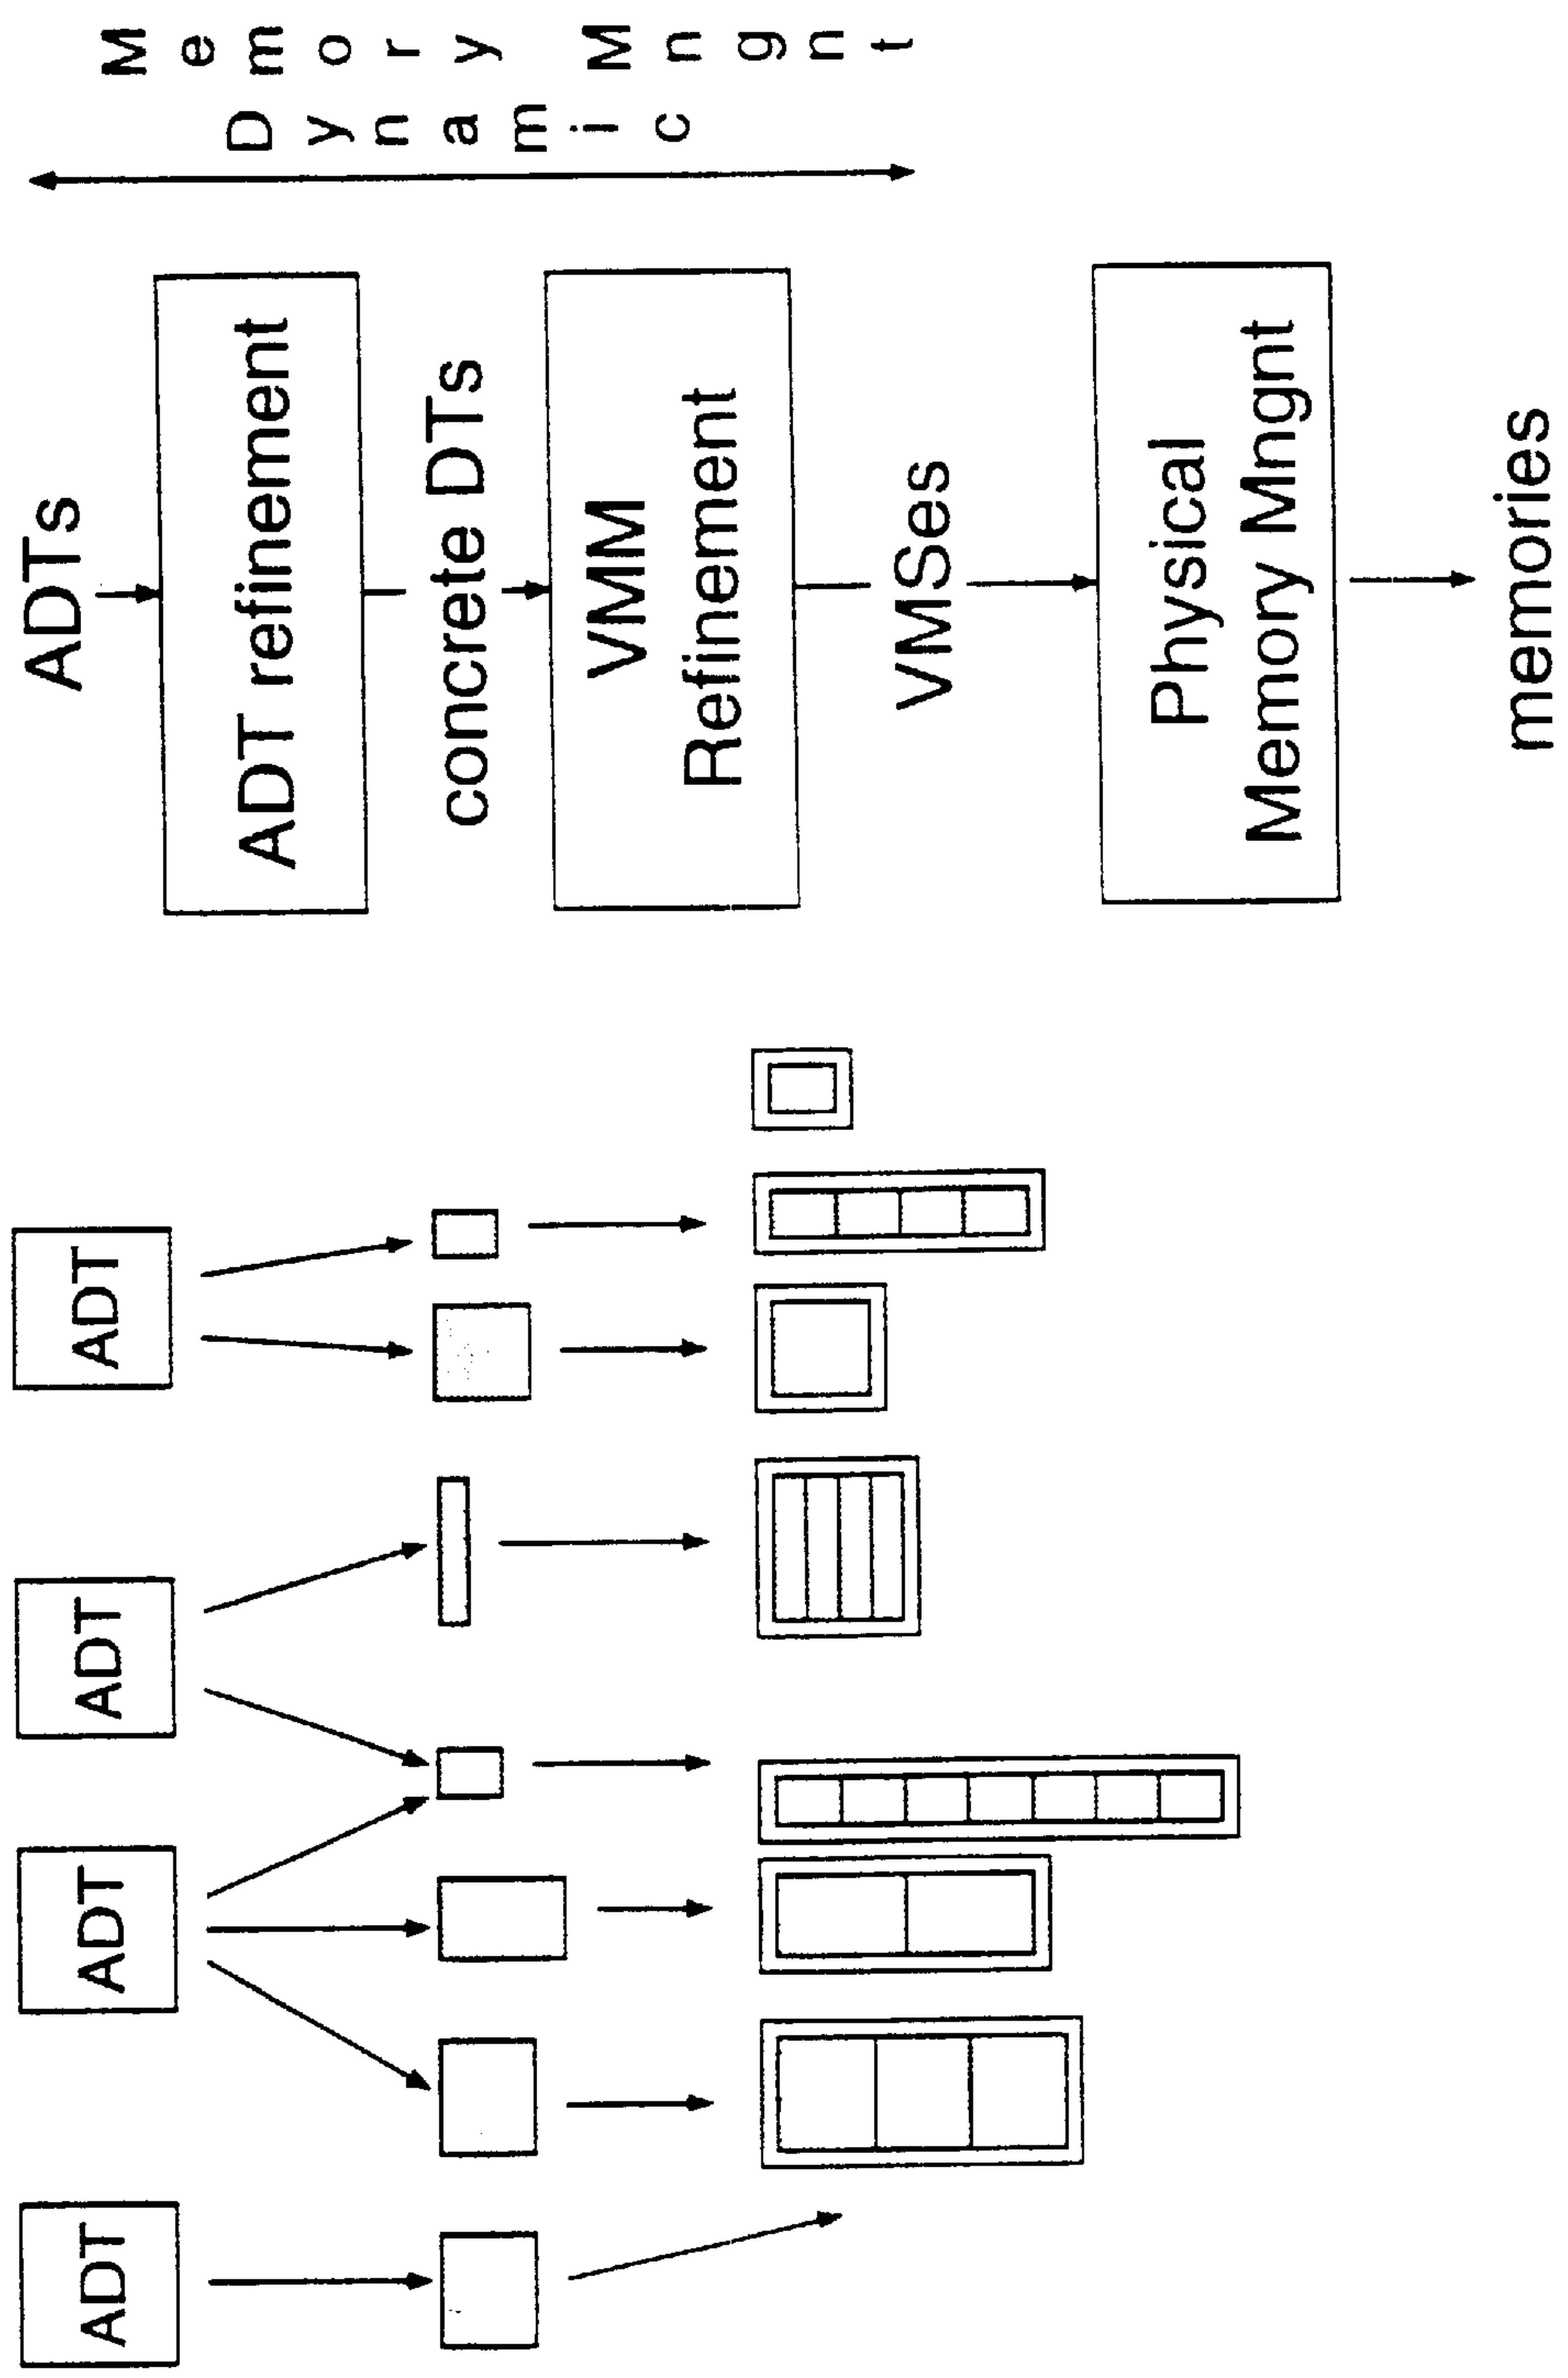 ADT
ADT
ADT
ADT
ADTs
ADT refinement
concrete DTs
VMM
Refinement
VMSes
Physical
Memory Mngnt
memories
Dynamic
Memory Mngnt